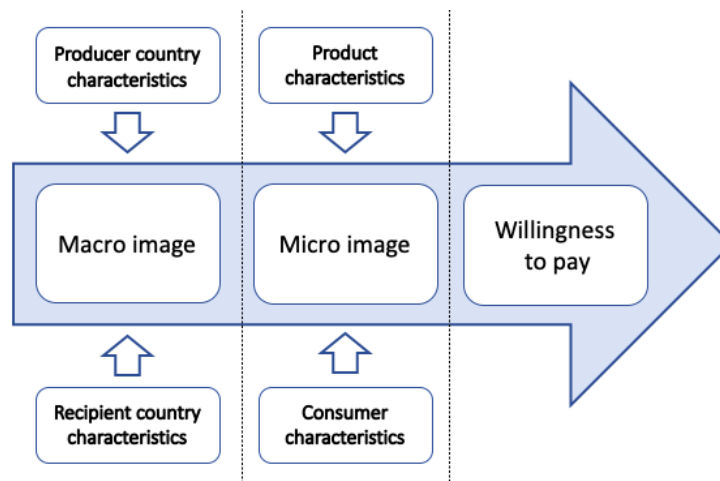 Producer country
characteristics
Product
characteristics
Macro image
Micro image
Willingness
to pay
Recipient country
characteristics
Consumer
characteristics